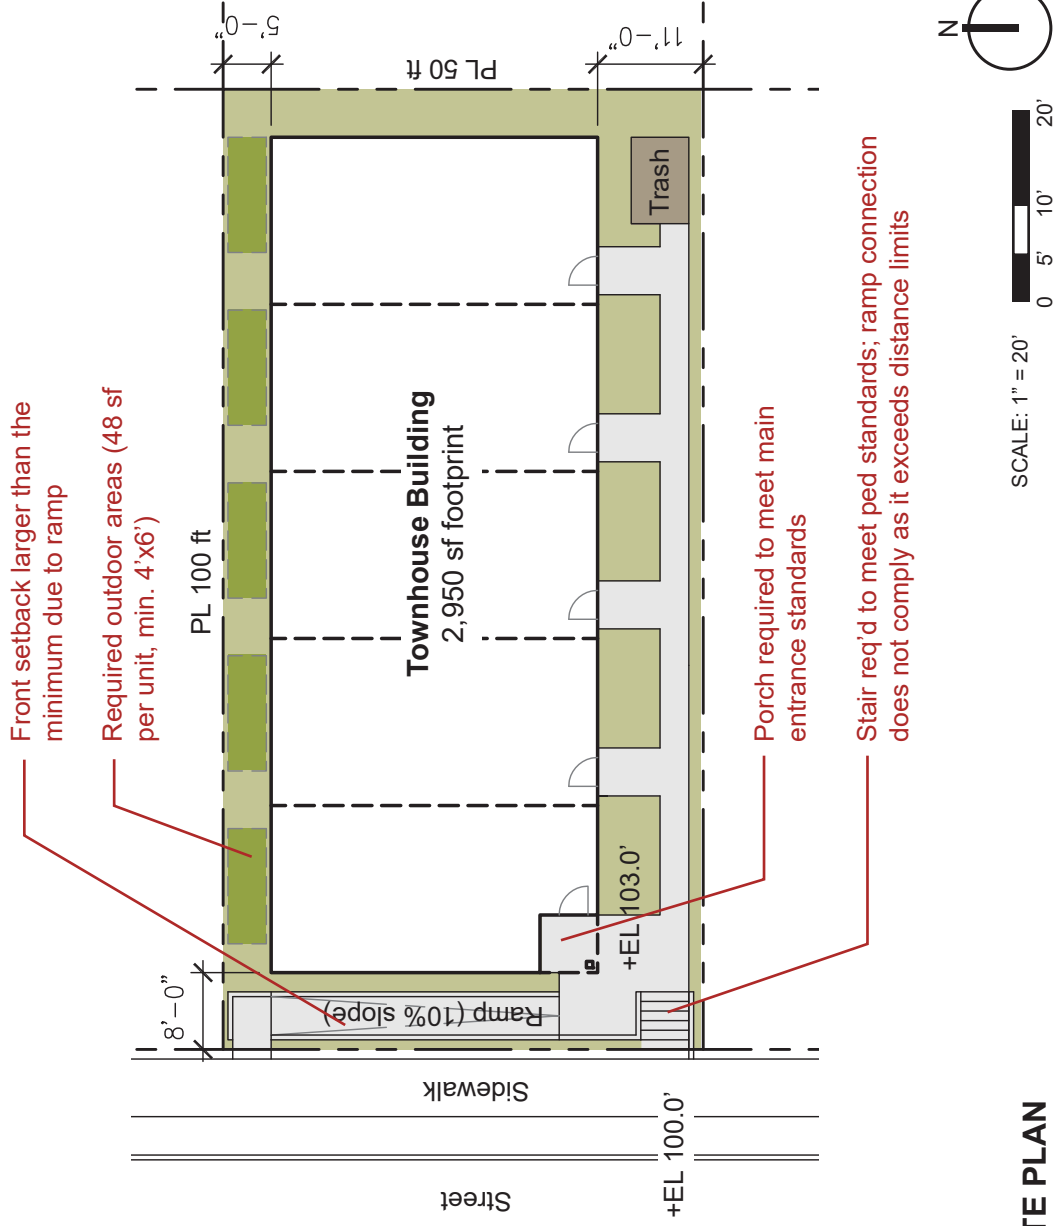 Front setback larger than the
minimum due to ramp
Required outdoor areas (48 sf
per unit, min. 4’x6’)
PL 100 ft
5’–0”
PL 50 ft
11’–0”
8’–0”
Townhouse Building
2,950 sf footprint
Trash
Ramp (10% slope)
+EL 103.0’
Sidewalk
Street
+EL 100.0’
Porch required to meet main
entrance standards
Stair req’d to meet ped standards; ramp connection
does not comply as it exceeds distance limits
N
SCALE: 1” = 20’
0 5’ 10’ 20’
TE PLAN